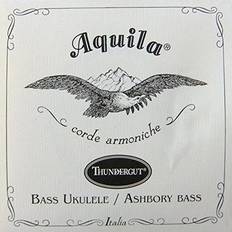 Aquila®
corde armoniche
THUNDERGUT®
BASS UKULELE / ASHBORY BASS
Italia